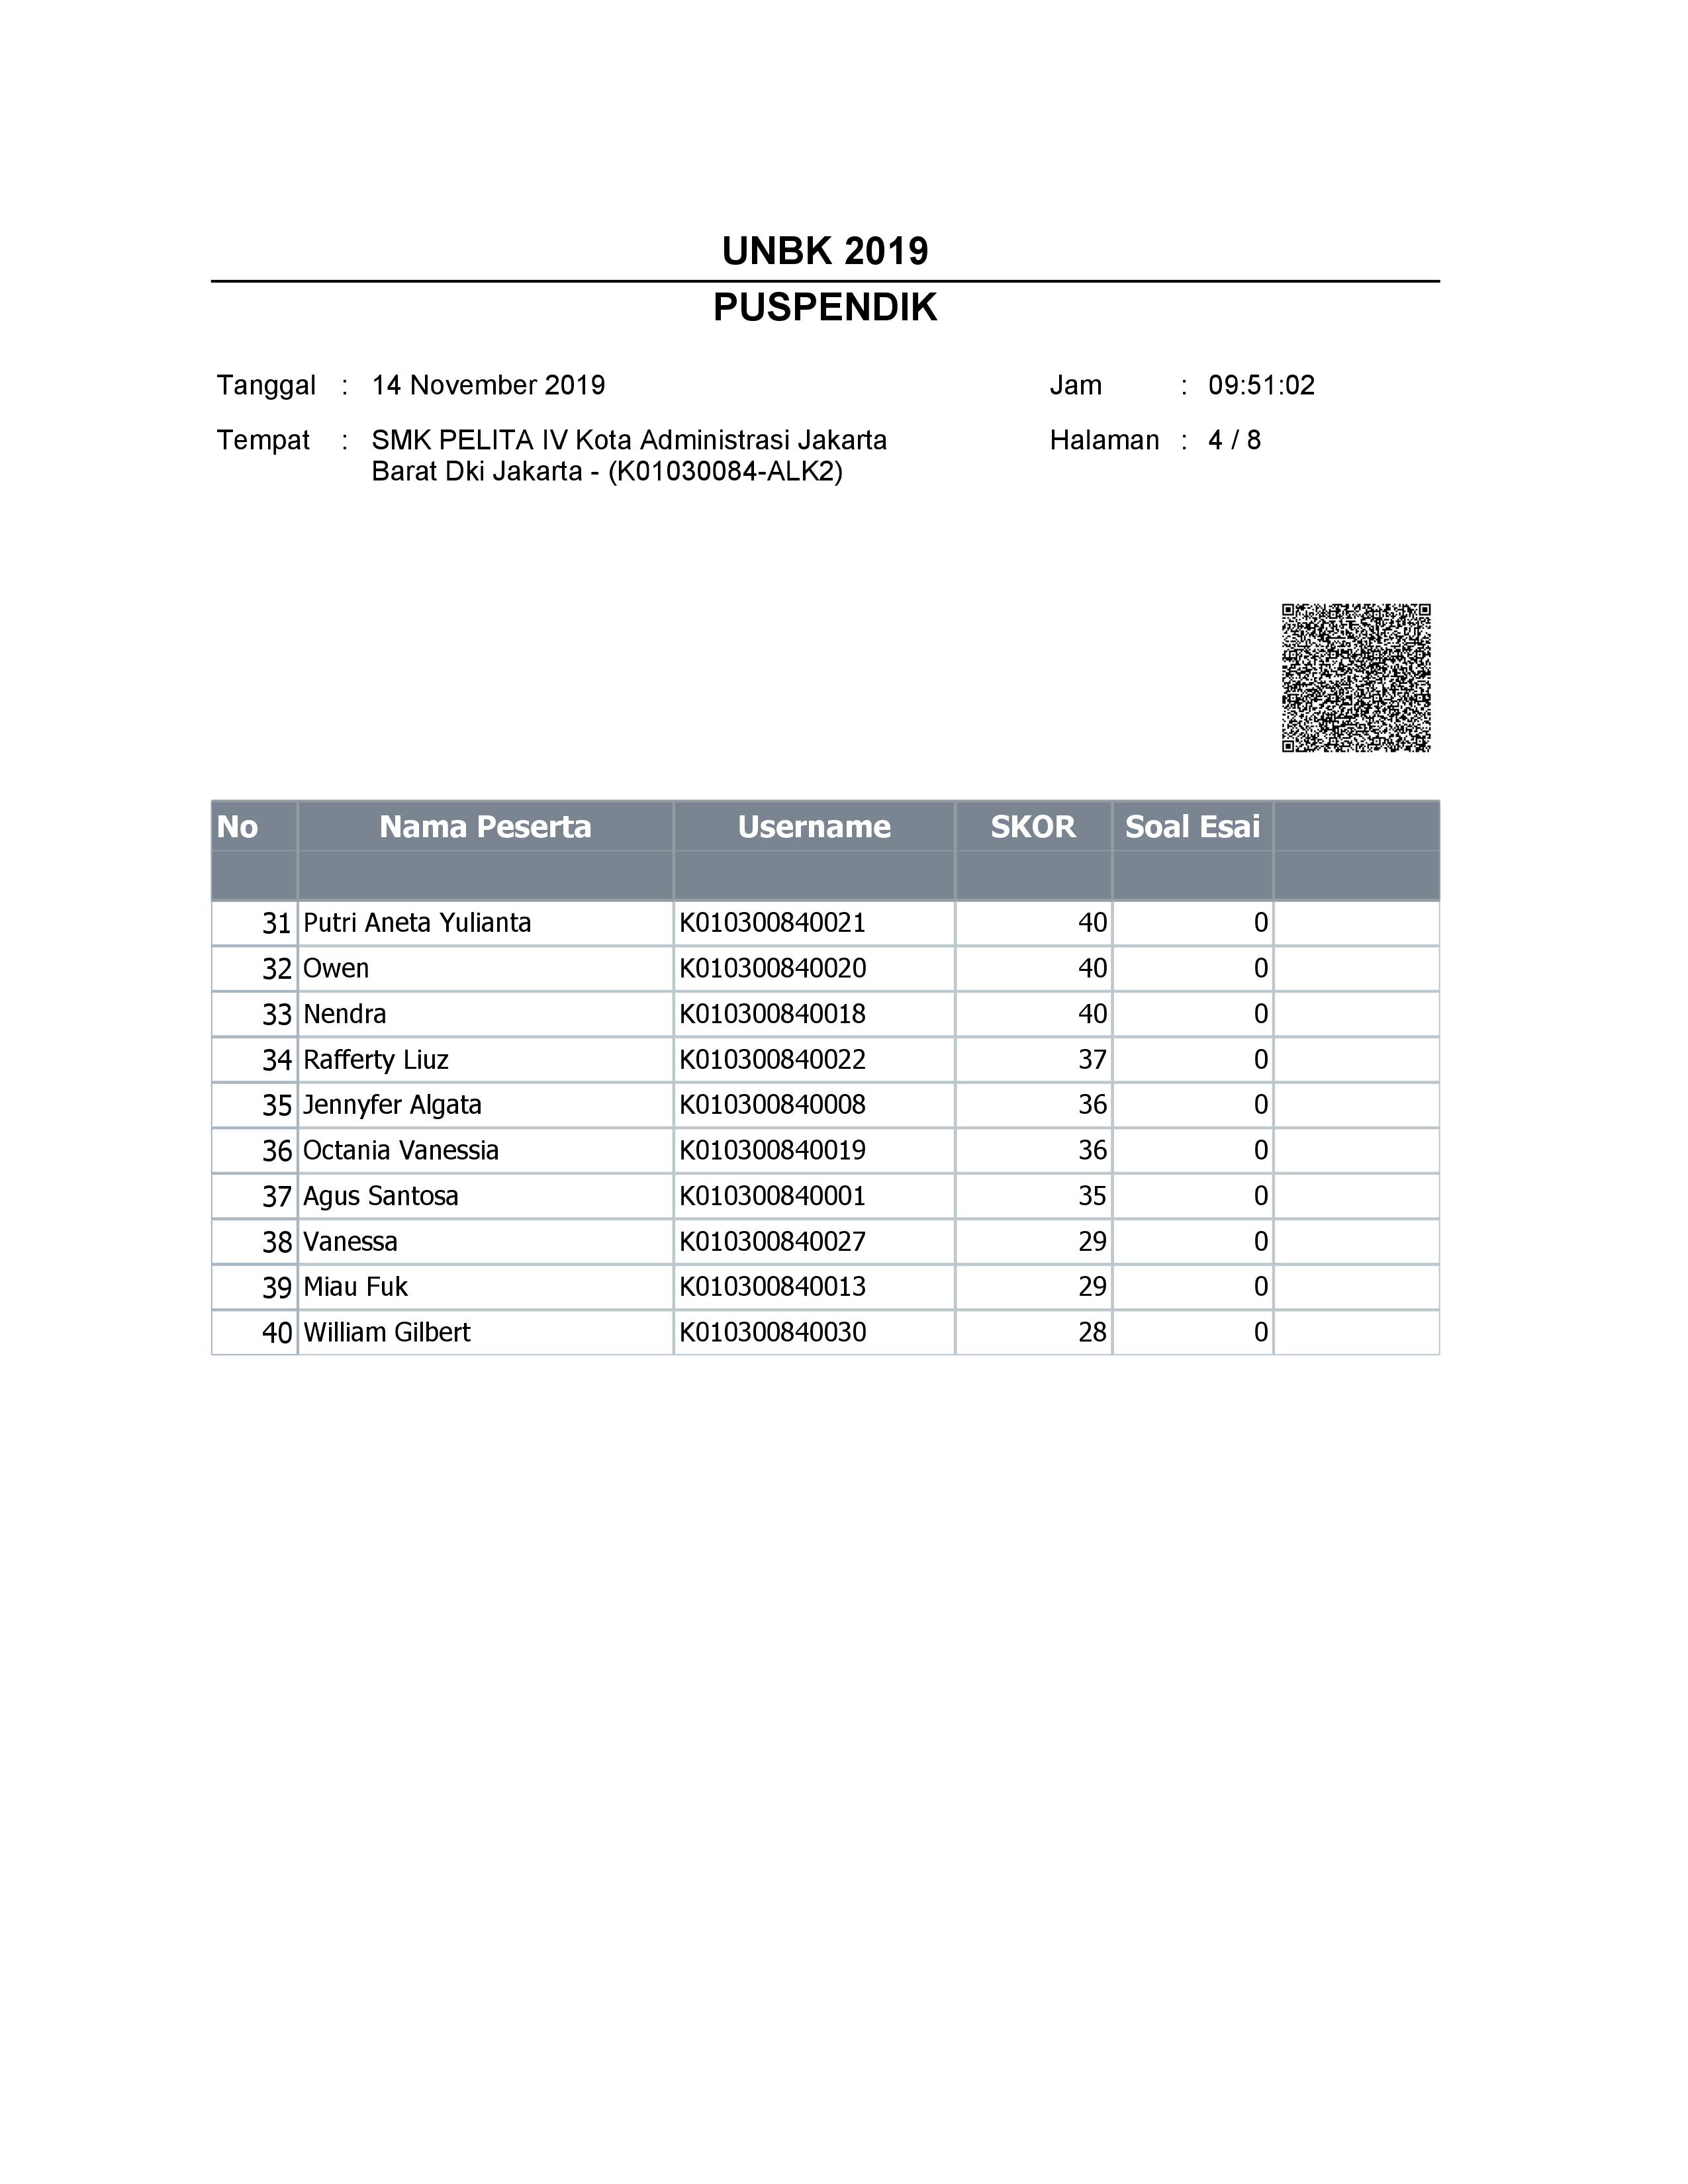 UNBK 2019
PUSPENDIK
Tanggal : 14 November 2019 Jam : 09:51:02
Tempat : SMK PELITA IV Kota Administrasi Jakarta Halaman : 4 / 8
Barat Dki Jakarta - (K01030084-ALK2)
No Nama Peserta Username SKOR Soal Esai
31 Putri Aneta Yulianta K010300840021 40 0
32 Owen K010300840020 40 0
33 Nendra K010300840018 40 0
34 Rafferty Liuz K010300840022 37 0
35 Jennyfer Algata K010300840008 36 0
36 Octania Vanessia K010300840019 36 0
37 Agus Santosa K010300840001 35 0
38 Vanessa K010300840027 29 0
39 Miau Fuk K010300840013 29 0
40 William Gilbert K010300840030 28 0